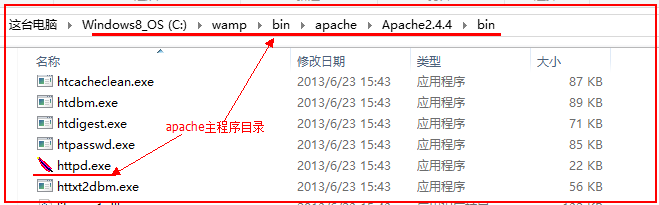 这台电脑 › Windows8_OS (C:) › wamp › bin › apache › Apache2.4.4 › bin
名称 修改日期 类型 大小
htcacheclean.exe 2013/6/23 15:43 应用程序 87 KB
htdbm.exe 2013/6/23 15:43 应用程序 89 KB
htdigest.exe 2013/6/23 15:43 应用程序 71 KB
apache主程序目录
htpasswd.exe 2013/6/23 15:43 应用程序 85 KB
httpd.exe 2013/6/23 15:43 应用程序 22 KB
httxt2dbm.exe 2013/6/23 15:43 应用程序 56 KB